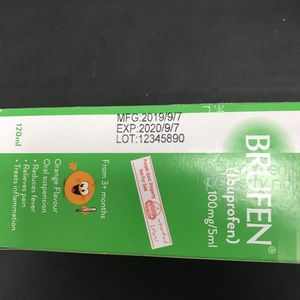 MFG:2019/9/7
EXP:2020/9/7
LOT:12345890
BRUFEN®
(Ibuprofen)
100mg/5ml
From 3+ months
Orange Flavour
Oral suspension
• Reduces fever
• Relieves pain
• Treats inflammation
120ml